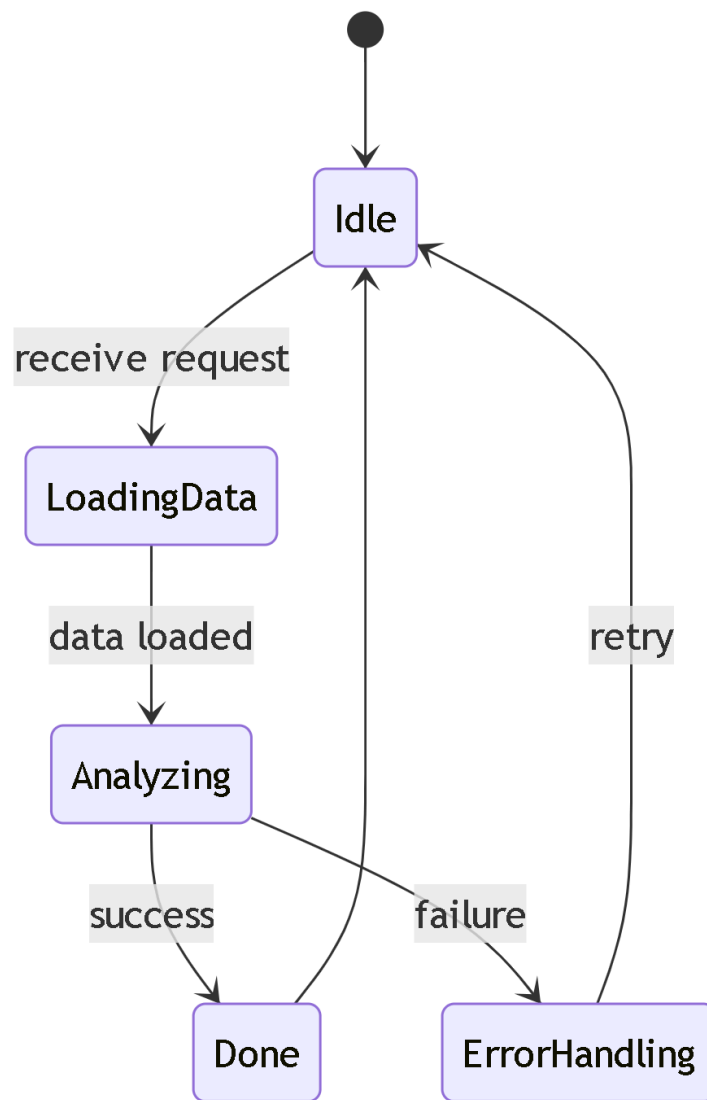 Idle
receive request
LoadingData
data loaded
retry
Analyzing
success
failure
Done
ErrorHandling